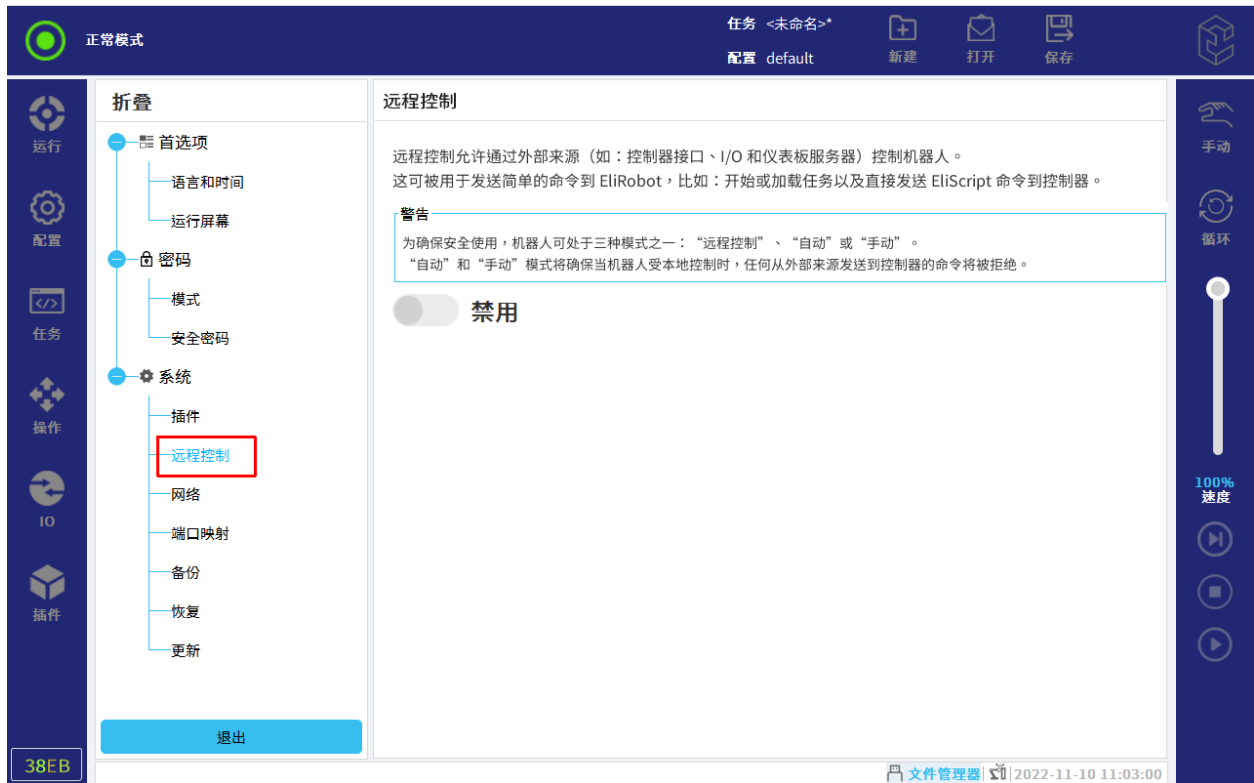 正常模式
任务 <未命名>*
配置 default
新建
打开
保存
运行
配置
任务
操作
IO
插件
38EB
折叠
首选项
语言和时间
运行屏幕
密码
模式
安全密码
系统
插件
远程控制
网络
端口映射
备份
恢复
更新
退出
远程控制
远程控制允许通过外部来源（如：控制器接口、I/O 和仪表板服务器）控制机器人。
这可被用于发送简单的命令到 EliRobot，比如：开始或加载任务以及直接发送 EliScript 命令到控制器。
警告
为确保安全使用，机器人可处于三种模式之一：“远程控制”、“自动”或“手动”。
“自动”和“手动”模式将确保当机器人受本地控制时，任何从外部来源发送到控制器的命令将被拒绝。
禁用
手动
循环
100%
速度
文件管理器
2022-11-10 11:03:00